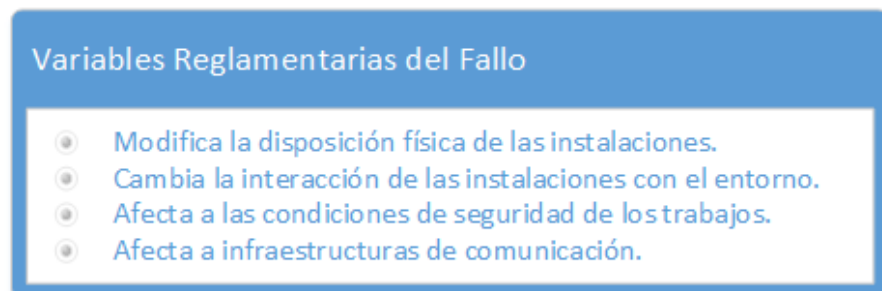 Variables Reglamentarias del Fallo
Modifica la disposición física de las instalaciones.
Cambia la interacción de las instalaciones con el entorno.
Afecta a las condiciones de seguridad de los trabajos.
Afecta a infraestructuras de comunicación.